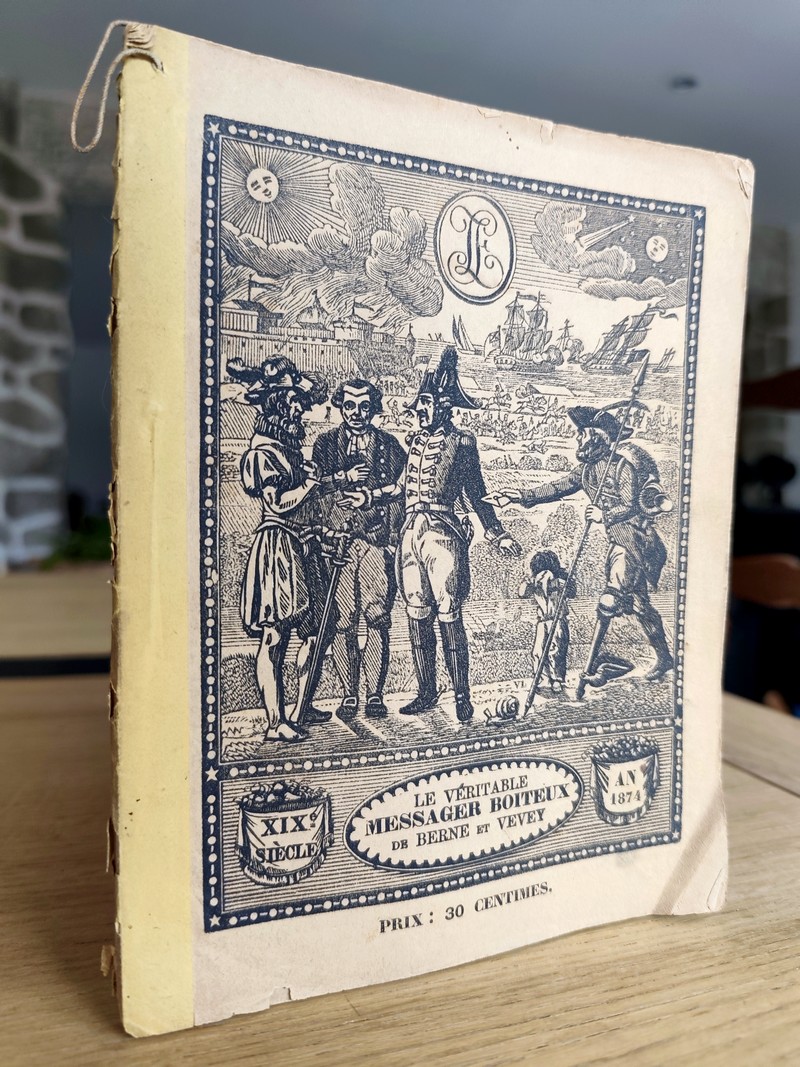 XIXᵉ
SIÈCLE
LE VÉRITABLE
MESSAGER BOITEUX
DE BERNE ET VEVEY
AN
1874
PRIX : 30 CENTIMES.